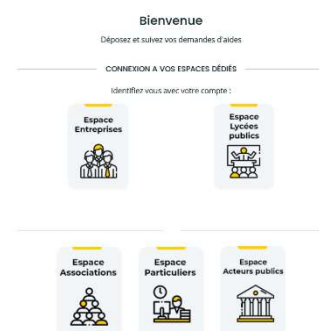 Bienvenue
Déposez et suivez vos demandes d'aides
CONNEXION A VOS ESPACES DÉDIÉS
Identifiez vous avec votre compte :
Espace
Entreprises
Espace
Lycées
publics
Espace
Associations
Espace
Particuliers
Espace
Acteurs publics